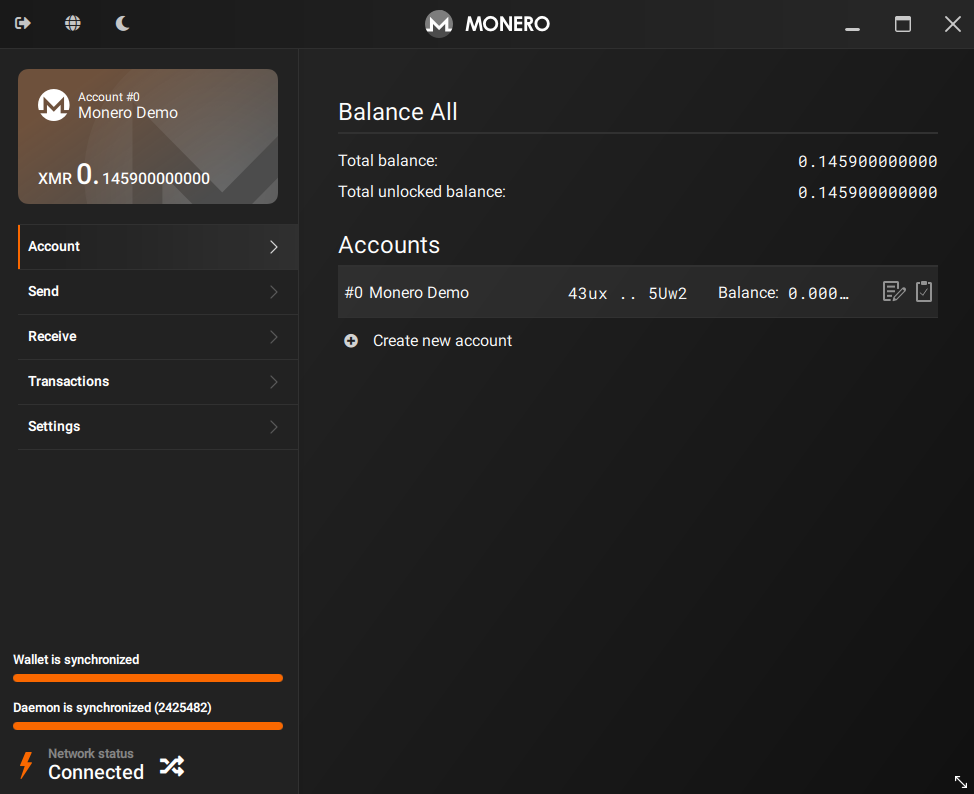 MONERO
Account #0
Monero Demo
XMR 0.145900000000
Account
Send
Receive
Transactions
Settings
Wallet is synchronized
Daemon is synchronized (2425482)
Network status
Connected
Balance All
Total balance: 0.145900000000
Total unlocked balance: 0.145900000000
Accounts
#0 Monero Demo 43ux .. 5Uw2 Balance: 0.000…
Create new account